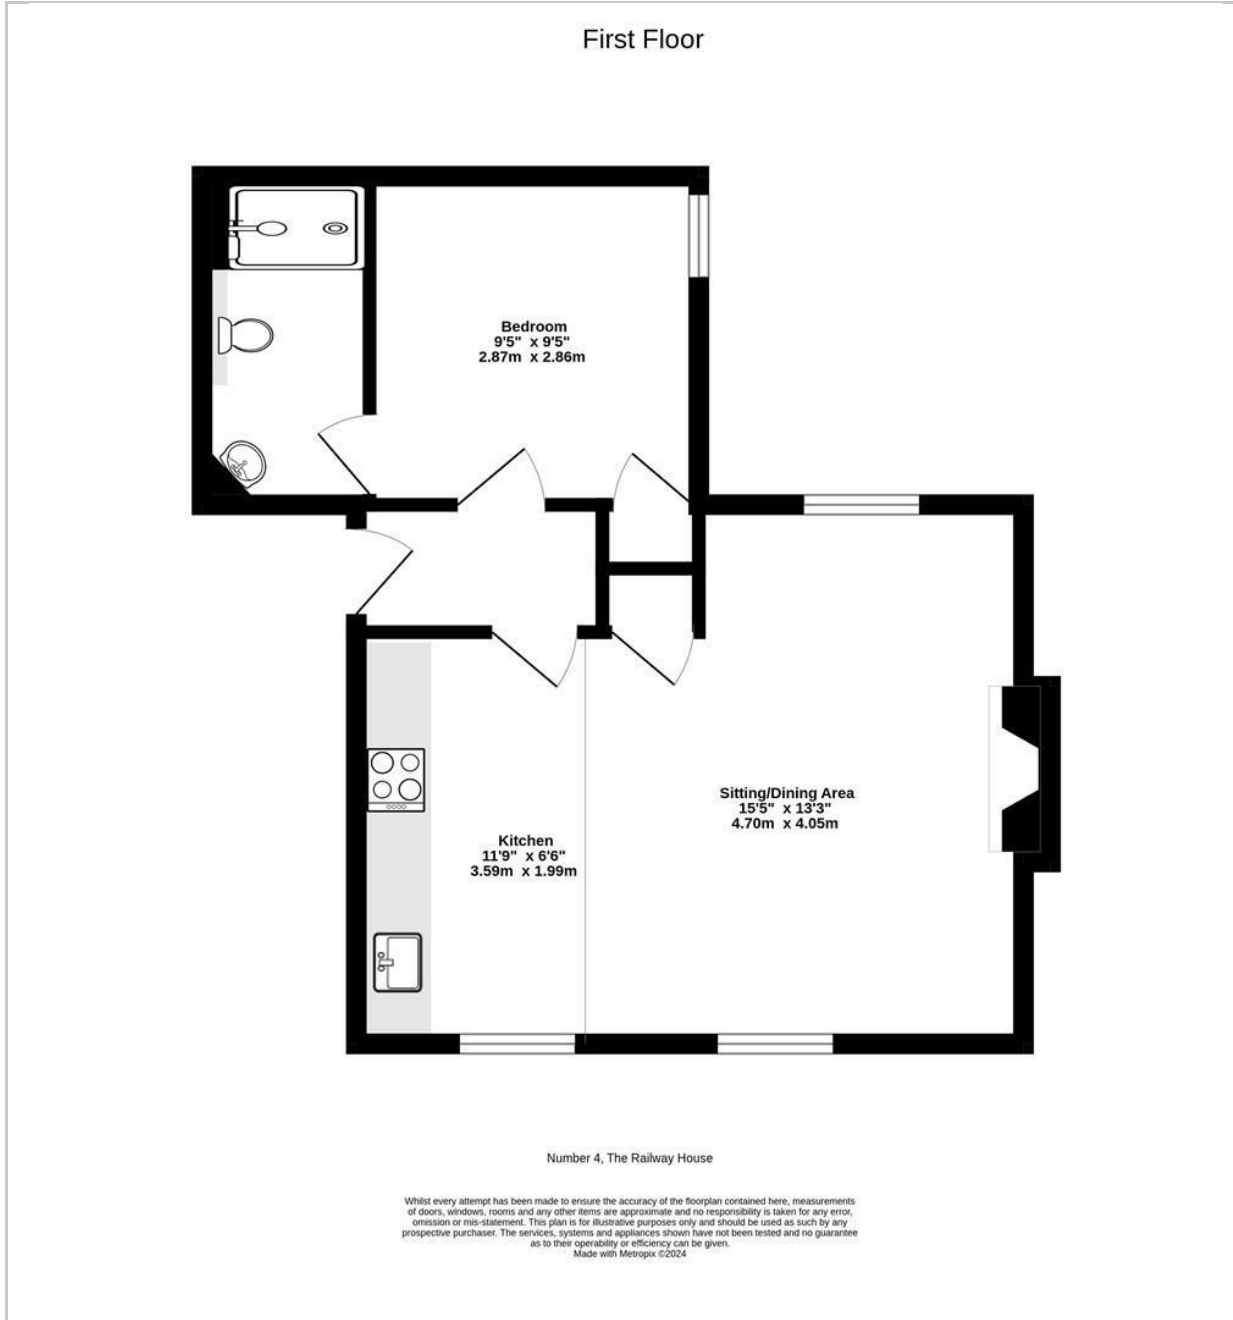 First Floor
Bedroom
9'5" x 9'5"
2.87m x 2.86m
Sitting/Dining Area
15'5" x 13'3"
4.70m x 4.05m
Kitchen
11'9" x 6'6"
3.59m x 1.99m
Number 4, The Railway House
Whilst every attempt has been made to ensure the accuracy of the floorplan contained here, measurements
of doors, windows, rooms and any other items are approximate and no responsibility is taken for any error,
omission or mis-statement. This plan is for illustrative purposes only and should be used as such by any
prospective purchaser. The services, systems and appliances shown have not been tested and no guarantee
as to their operability or efficiency can be given.
Made with Metropix ©2024